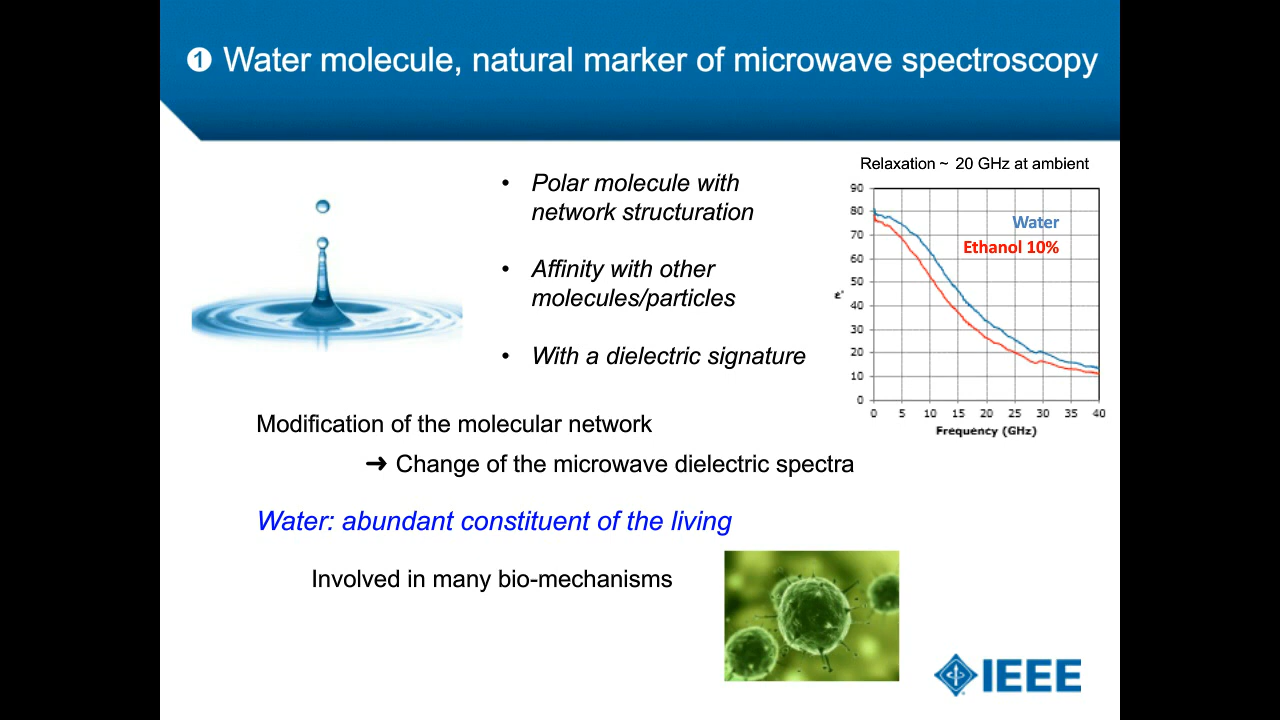 ❶ Water molecule, natural marker of microwave spectroscopy
• Polar molecule with
network structuration
• Affinity with other
molecules/particles
• With a dielectric signature
Relaxation ~ 20 GHz at ambient
90
80
70
60
50
40
30
20
10
0
Water
Ethanol 10%
0 5 10 15 20 25 30 35 40
Frequency (GHz)
Modification of the molecular network
➜ Change of the microwave dielectric spectra
Water: abundant constituent of the living
Involved in many bio-mechanisms
IEEE